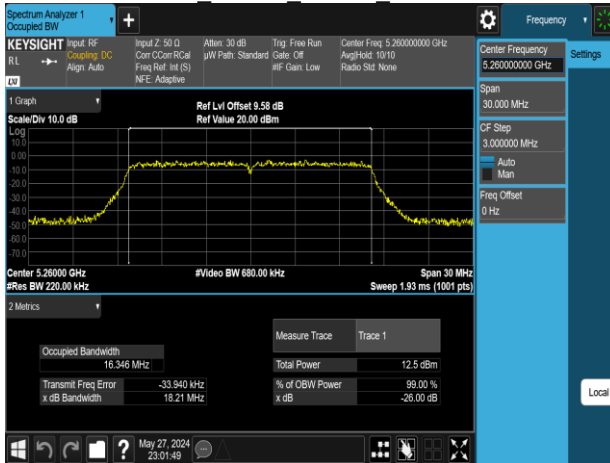 Spectrum Analyzer 1
Occupied BW
Frequency
KEYSIGHT
RL
LXI
Input: RF
Coupling: DC
Align: Auto
Input Z: 50 Ω
Corr CCorr RCal
Freq Ref: Int (S)
NFE: Adaptive
Atten: 30 dB
µW Path: Standard
Trig: Free Run
Gate: Off
#IF Gain: Low
Center Freq: 5.260000000 GHz
Avg|Hold: 10/10
Radio Std: None
Center Frequency
5.260000000 GHz
Settings
Span
30.000 MHz
CF Step
3.000000 MHz
Auto
Man
Freq Offset
0 Hz
Local
1 Graph
Scale/Div 10.0 dB
Ref Lvl Offset 9.58 dB
Ref Value 20.00 dBm
Log
10.0
0.00
-10.0
-20.0
-30.0
-40.0
-50.0
-60.0
-70.0
Center 5.26000 GHz
#Video BW 680.00 kHz
Span 30 MHz
#Res BW 220.00 kHz
Sweep 1.93 ms (1001 pts)
2 Metrics
Measure Trace
Trace 1
Occupied Bandwidth
16.346 MHz
Total Power
12.5 dBm
Transmit Freq Error
-33.940 kHz
% of OBW Power
99.00 %
x dB Bandwidth
18.21 MHz
x dB
-26.00 dB
May 27, 2024
23:01:49